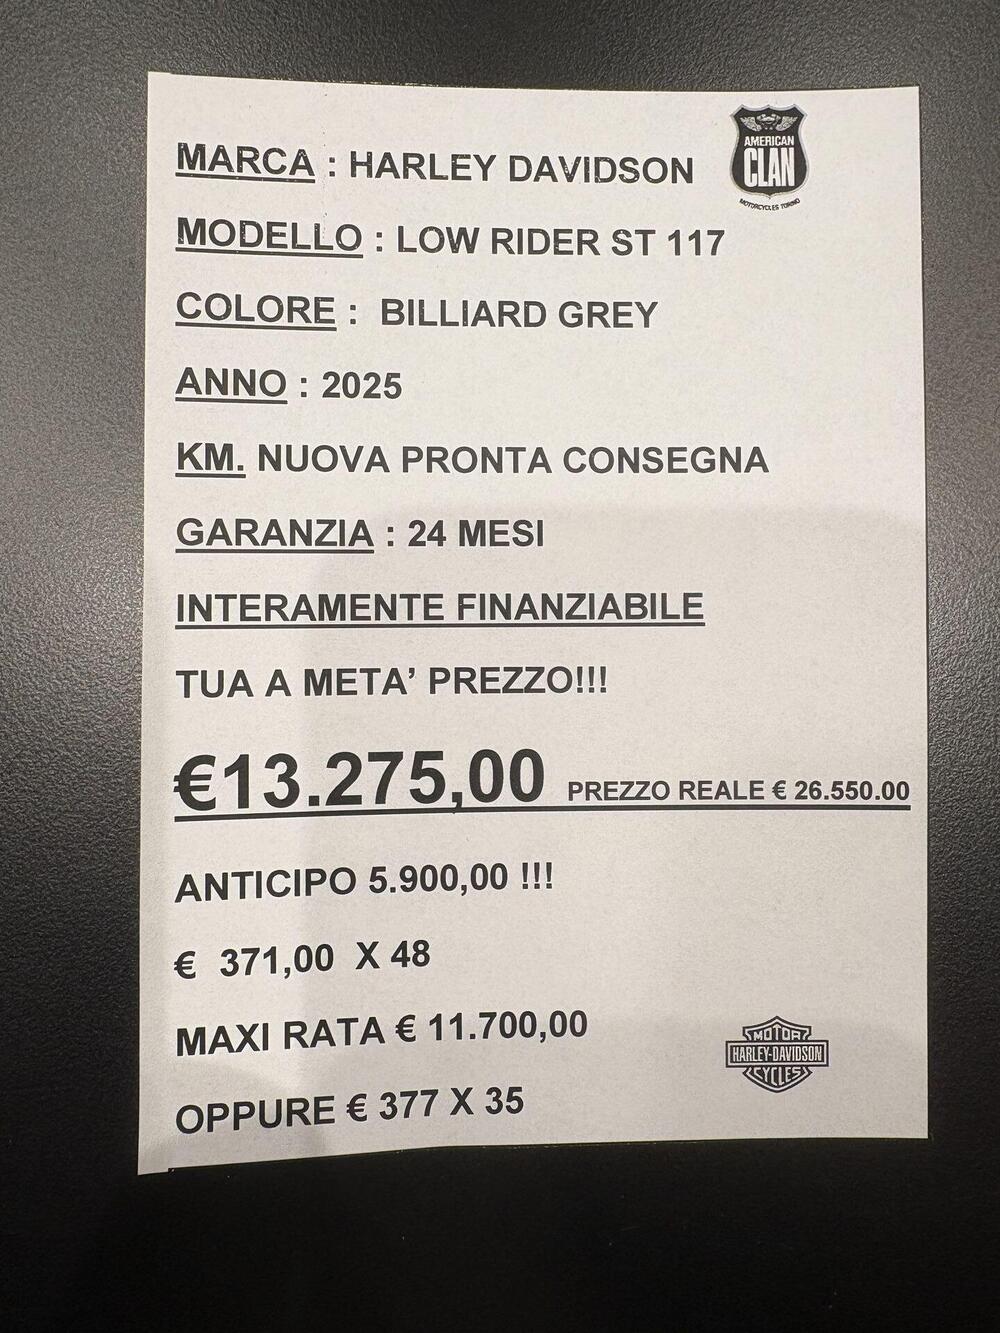 AMERICAN
CLAN
MOTORCYCLES TORINO
MARCA : HARLEY DAVIDSON
MODELLO : LOW RIDER ST 117
COLORE : BILLIARD GREY
ANNO : 2025
KM. NUOVA PRONTA CONSEGNA
GARANZIA : 24 MESI
INTERAMENTE FINANZIABILE
TUA A META’ PREZZO!!!
€13.275,00 PREZZO REALE € 26.550.00
ANTICIPO 5.900,00 !!!
€ 371,00 X 48
MAXI RATA € 11.700,00
OPPURE € 377 X 35
MOTOR
HARLEY-DAVIDSON
CYCLES